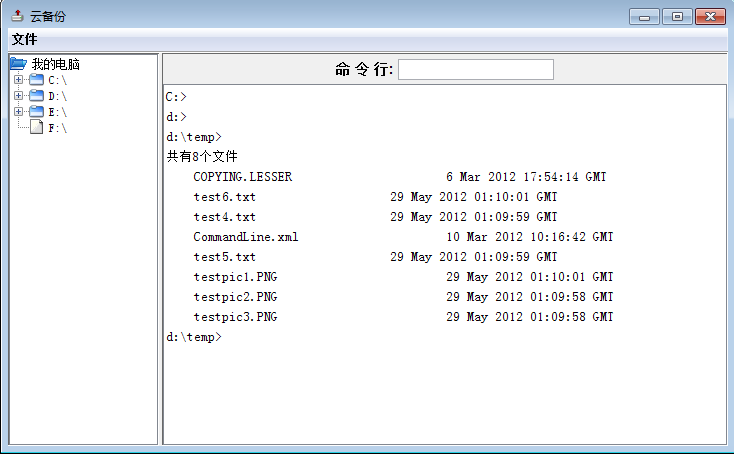 云备份
文件
我的电脑
C:\
D:\
E:\
F:\
命 令 行:
C:>
d:>
d:\temp>
共有8个文件
COPYING.LESSER 6 Mar 2012 17:54:14 GMT
test6.txt 29 May 2012 01:10:01 GMT
test4.txt 29 May 2012 01:09:59 GMT
CommandLine.xml 10 Mar 2012 10:16:42 GMT
test5.txt 29 May 2012 01:09:59 GMT
testpic1.PNG 29 May 2012 01:10:01 GMT
testpic2.PNG 29 May 2012 01:09:58 GMT
testpic3.PNG 29 May 2012 01:09:58 GMT
d:\temp>